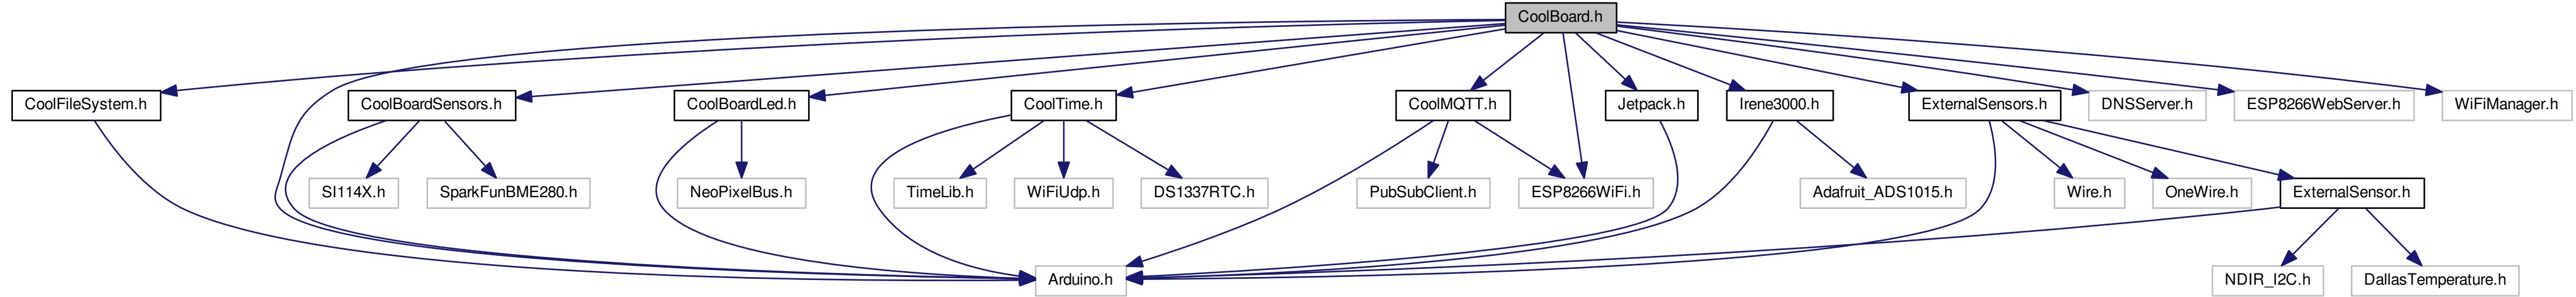 CoolBoard.h
CoolFileSystem.h
CoolBoardSensors.h
CoolBoardLed.h
CoolTime.h
CoolMQTT.h
Jetpack.h
Irene3000.h
ExternalSensors.h
DNSServer.h
ESP8266WebServer.h
WiFiManager.h
SI114X.h
SparkFunBME280.h
NeoPixelBus.h
TimeLib.h
WiFiUdp.h
DS1337RTC.h
PubSubClient.h
ESP8266WiFi.h
Adafruit_ADS1015.h
Wire.h
OneWire.h
ExternalSensor.h
Arduino.h
NDIR_I2C.h
DallasTemperature.h